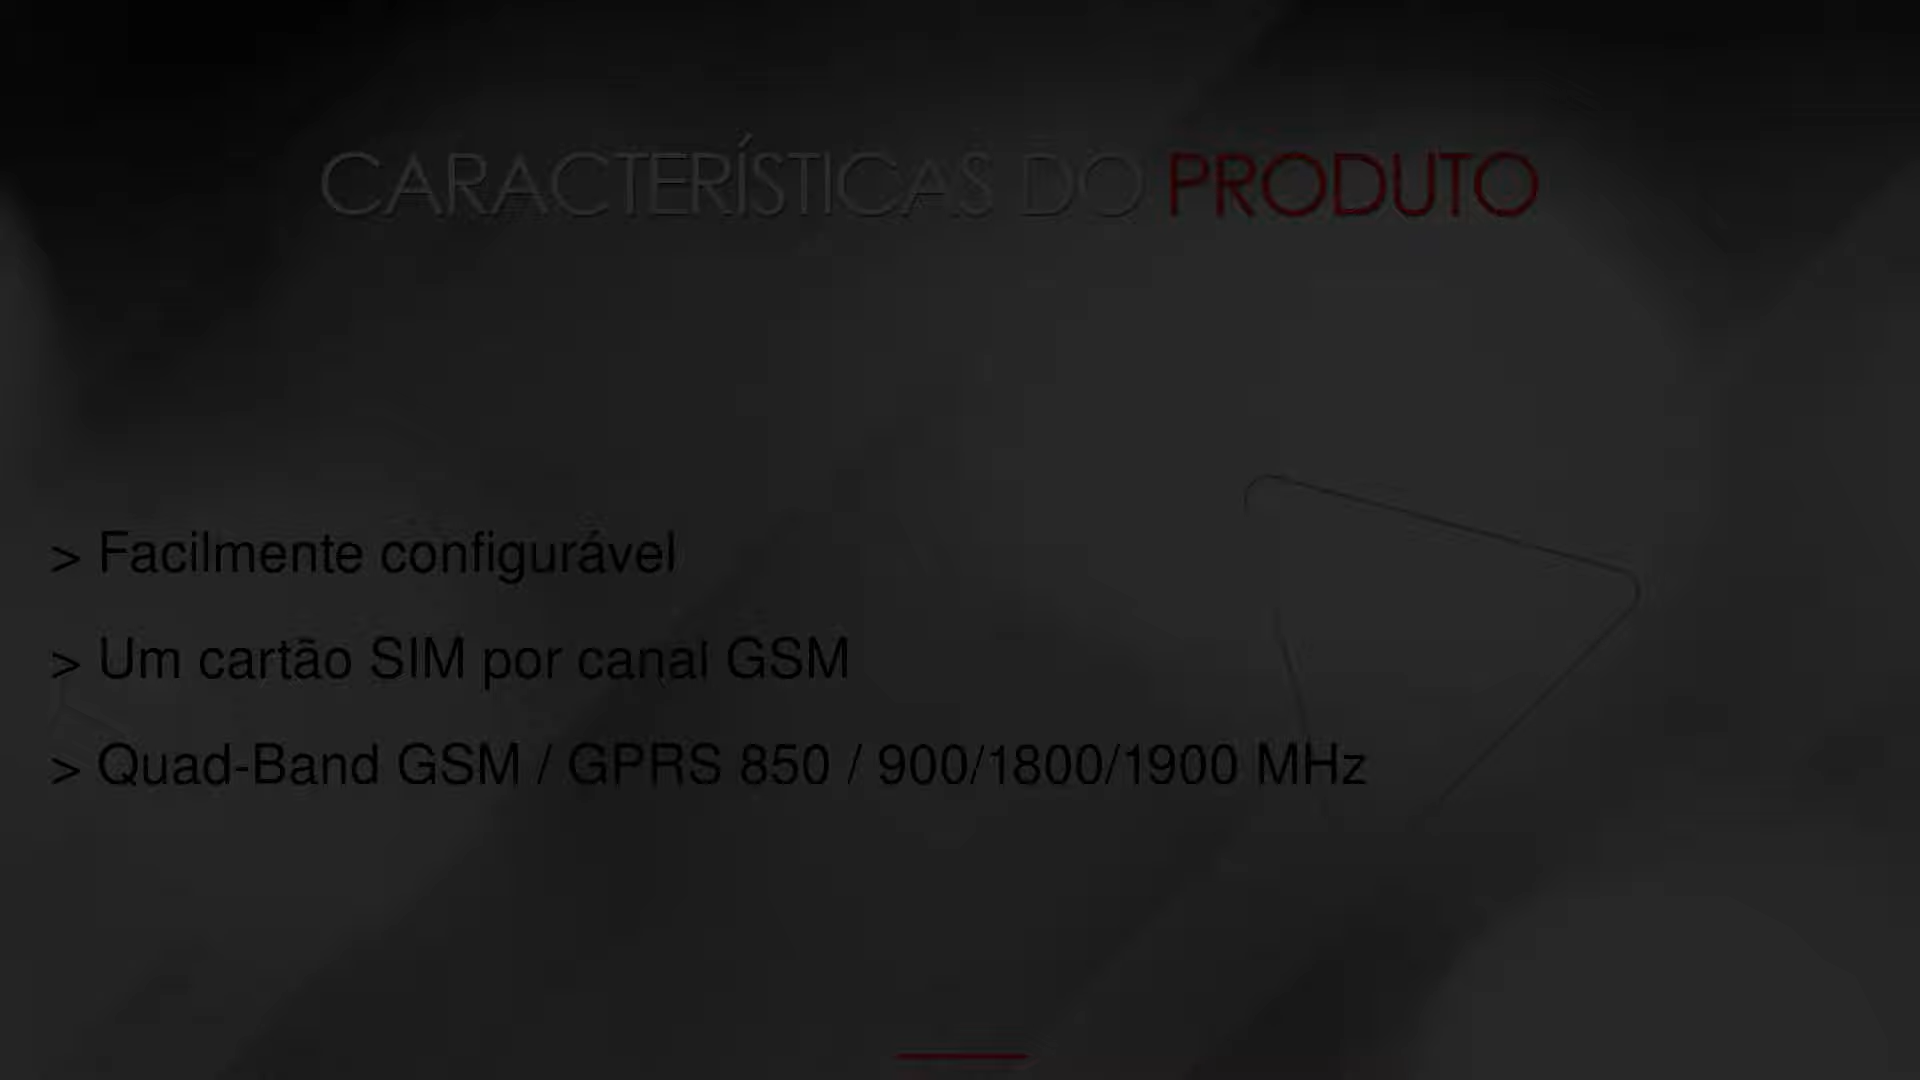 CARACTERÍSTICAS DO PRODUTO
> Facilmente configurável
> Um cartão SIM por canal GSM
> Quad-Band GSM / GPRS 850 / 900/1800/1900 MHz